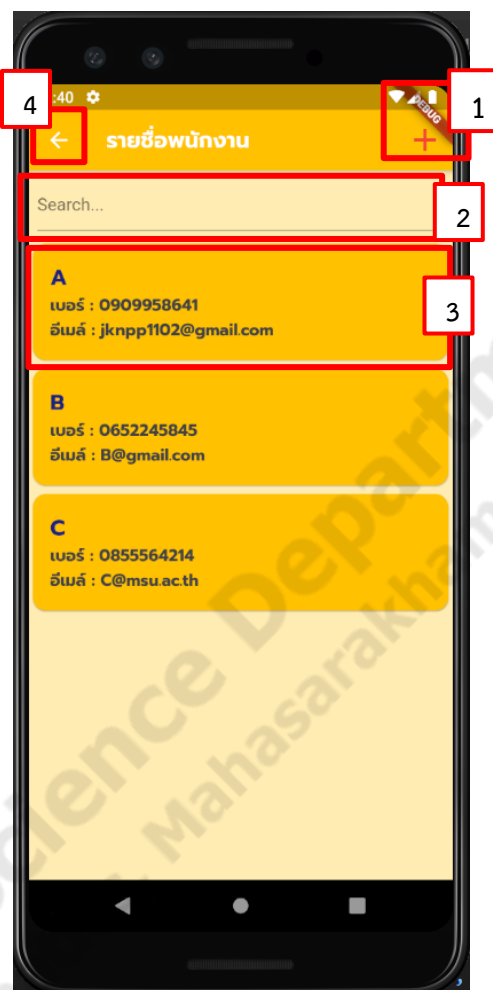 4
:40
DEBUG
1
รายชื่อพนักงาน
Search...
2
A
เบอร์ : 0909958641
อีเมล์ : jknpp1102@gmail.com
3
B
เบอร์ : 0652245845
อีเมล์ : B@gmail.com
C
เบอร์ : 0855564214
อีเมล์ : C@msu.ac.th